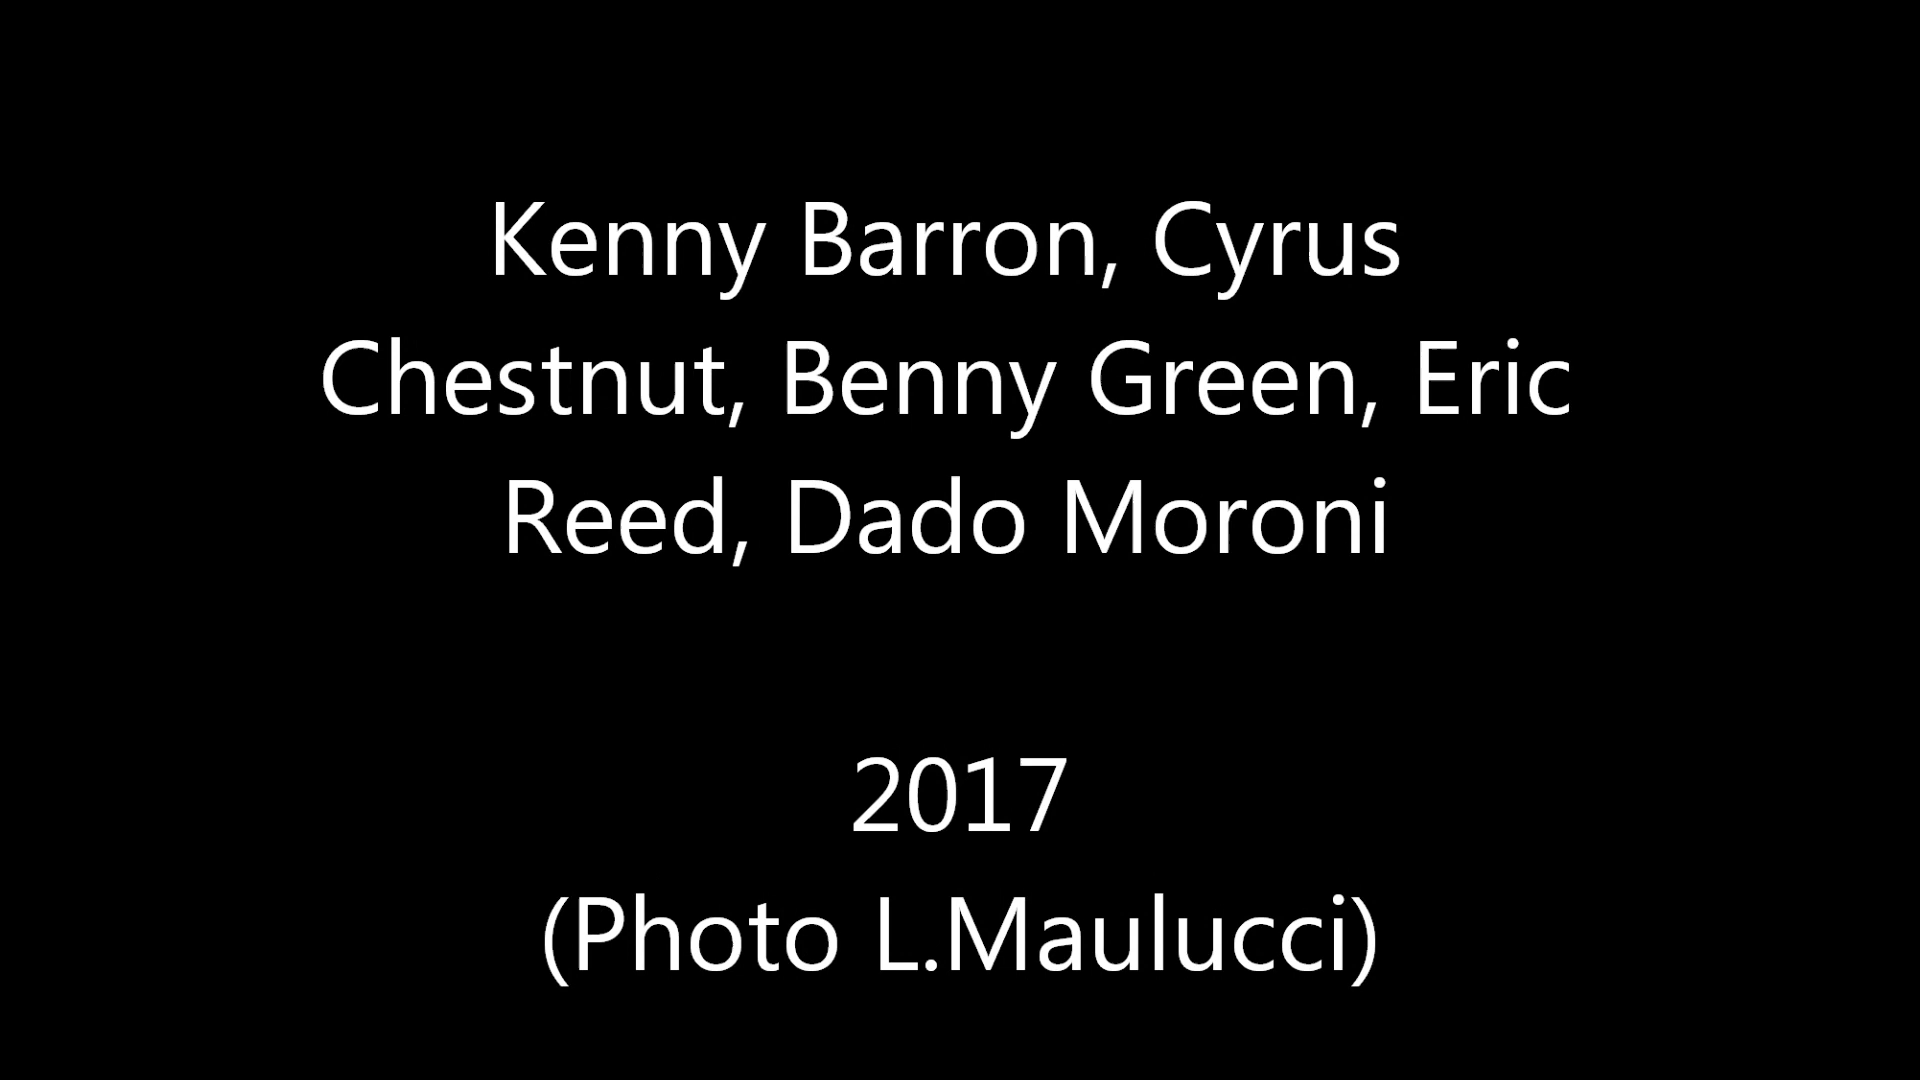 Kenny Barron, Cyrus
Chestnut, Benny Green, Eric
Reed, Dado Moroni
2017
(Photo L.Maulucci)